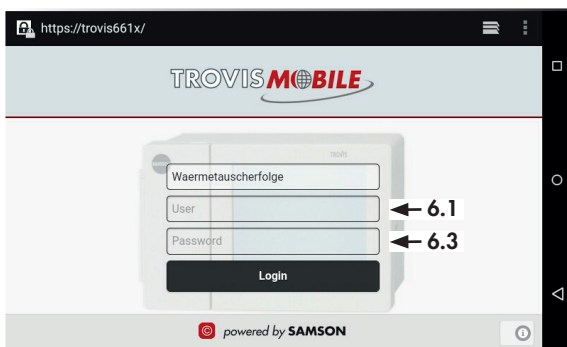 https://trovis661x/
TROVIS MOBILE
TROVIS
Waermetauscherfolge
User
6.1
Password
6.3
Login
© powered by SAMSON